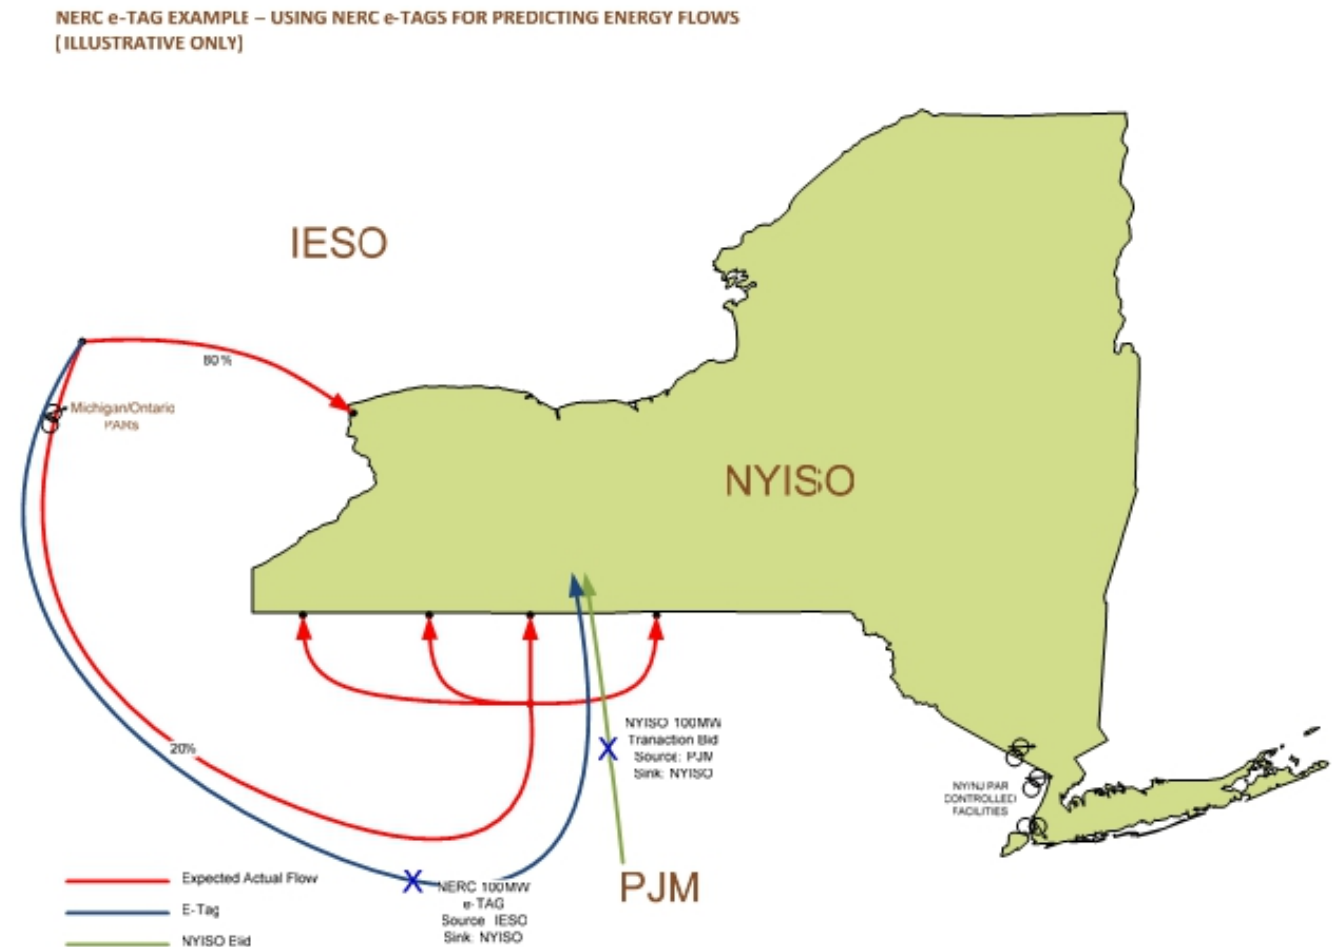 NERC e-TAG EXAMPLE – USING NERC e-TAGS FOR PREDICTING ENERGY FLOWS
[ILLUSTRATIVE ONLY]
IESO
80%
Michigan/Ontario
PARs
NYISO
20%
NYISO 100MW
Tranaction Bid
Source: PJM
Sink: NYISO
NY/NJ PAR
CONTROLLED
FACILITIES
PJM
NERC 100MW
e-TAG
Source IESO
Sink: NYISO
Expected Actual Flow
E-Tag
NYISO Bid